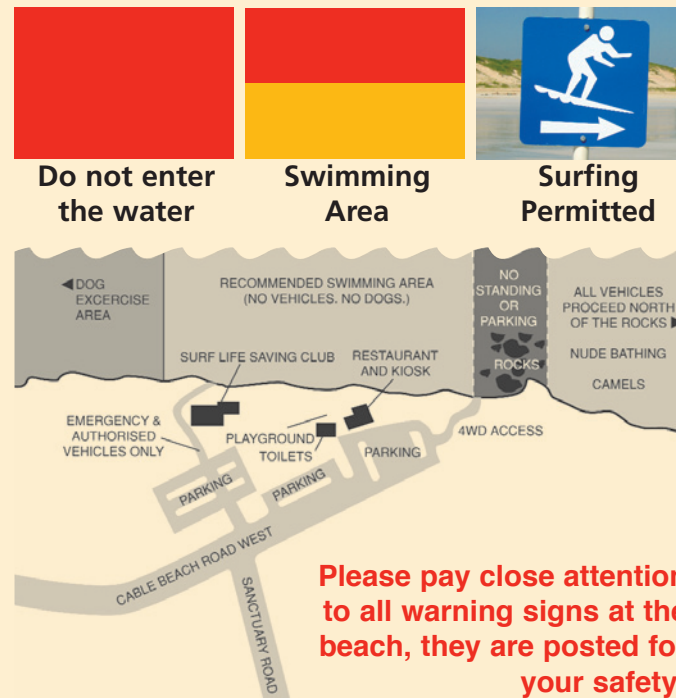 Do not enter
the water
Swimming
Area
Surfing
Permitted
DOG
EXCERCISE
AREA
RECOMMENDED SWIMMING AREA
(NO VEHICLES. NO DOGS.)
NO
STANDING
OR
PARKING
ROCKS
ALL VEHICLES
PROCEED NORTH
OF THE ROCKS
NUDE BATHING
CAMELS
SURF LIFE SAVING CLUB
RESTAURANT
AND KIOSK
EMERGENCY &
AUTHORISED
VEHICLES ONLY
PLAYGROUND
TOILETS
PARKING
4WD ACCESS
PARKING
PARKING
CABLE BEACH ROAD WEST
SANCTUARY ROAD
Please pay close attention
to all warning signs at the
beach, they are posted for
your safety